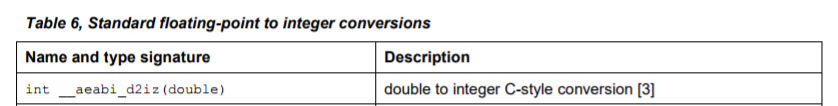 Table 6, Standard floating-point to integer conversions
Name and type signature Description
int __aeabi_d2iz(double) double to integer C-style conversion [3]